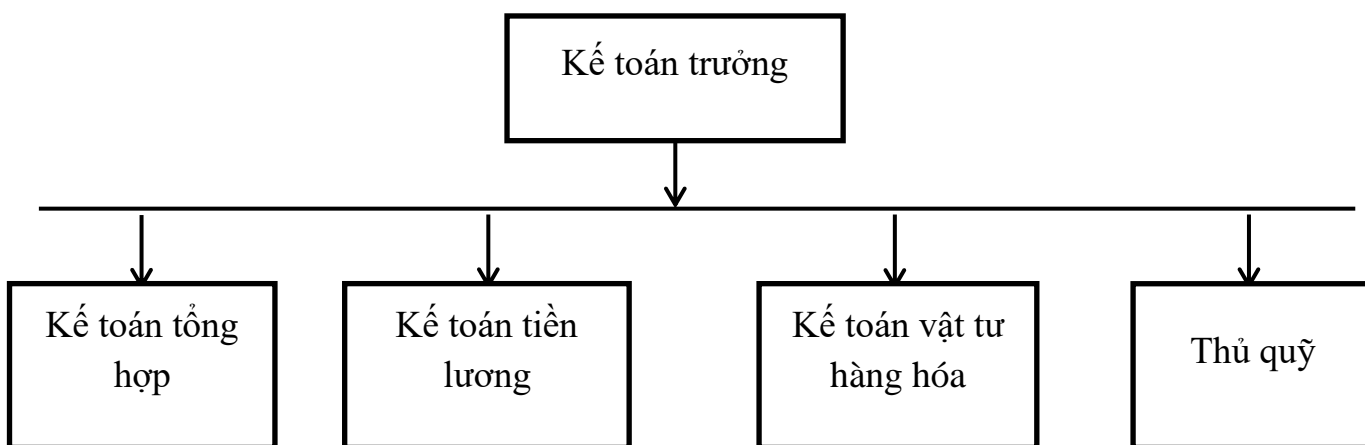 Kế toán trưởng
Kế toán tổng
hợp
Kế toán tiền
lương
Kế toán vật tư
hàng hóa
Thủ quỹ